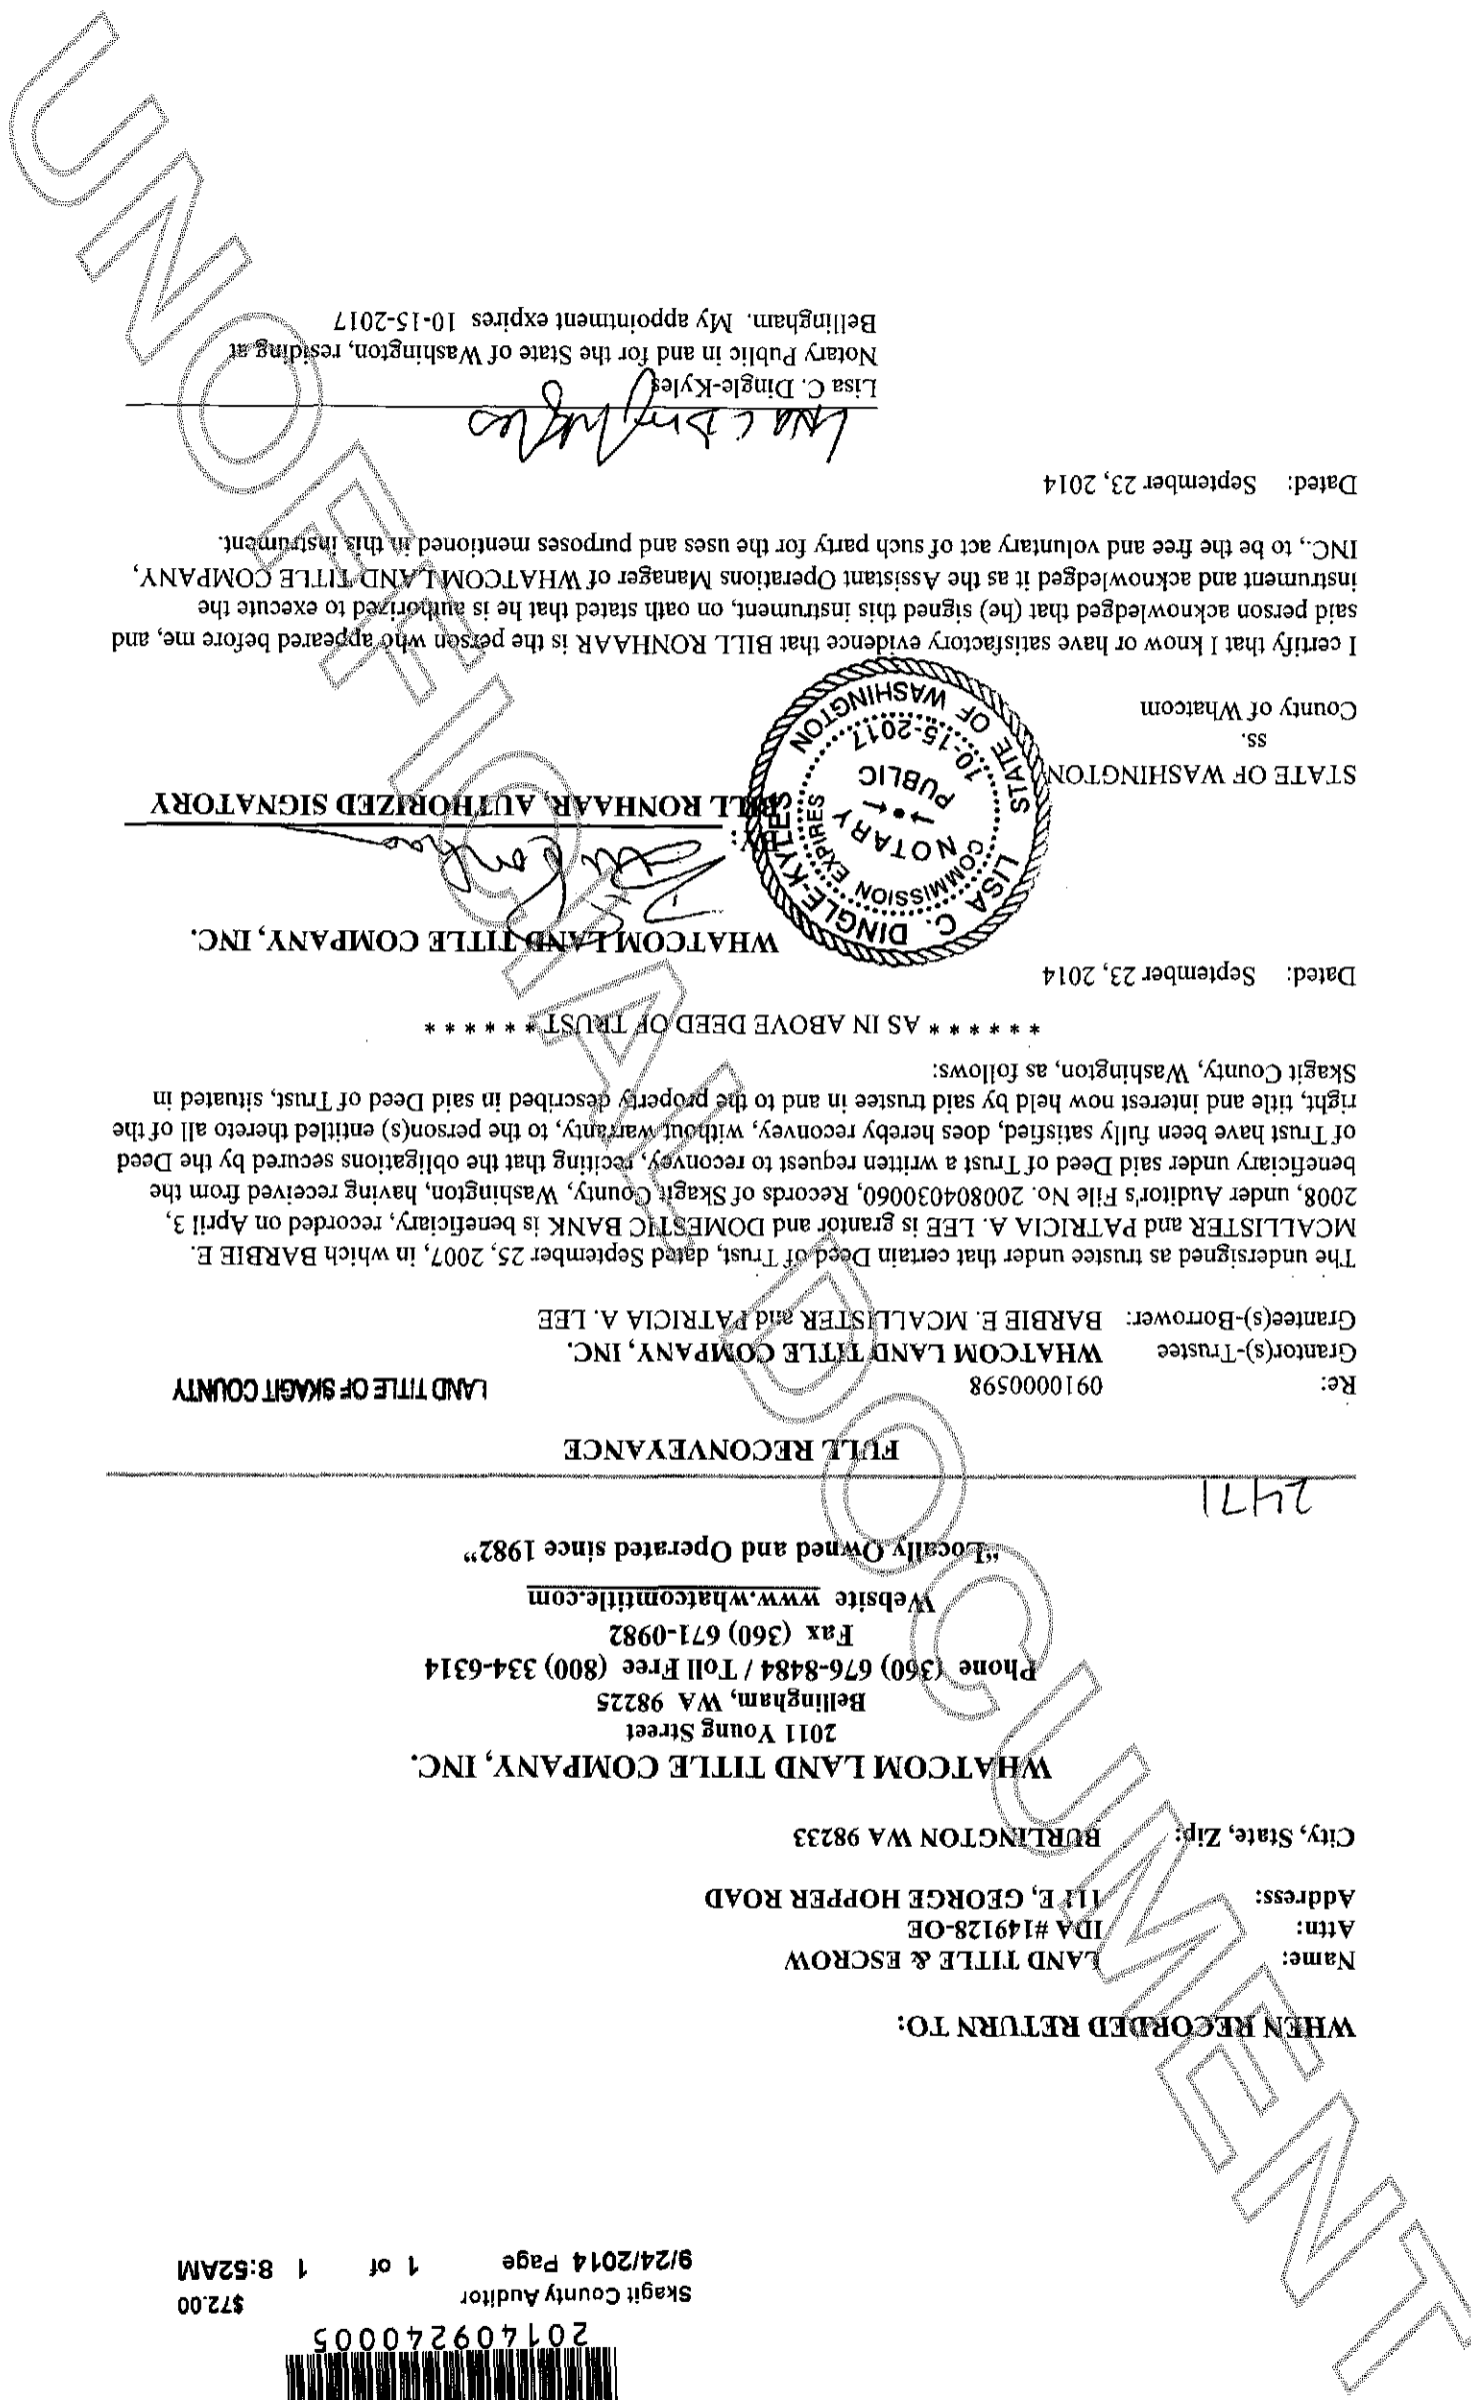 201409240005
Skagit County Auditor $72.00
9/24/2014 Page 1 of 1 8:52AM
WHEN RECORDED RETURN TO:
Name: LAND TITLE & ESCROW
Attn: IDA #149128-OE
Address: 111 E, GEORGE HOPPER ROAD
City, State, Zip: BURLINGTON WA 98233
WHATCOM LAND TITLE COMPANY, INC.
2011 Young Street
Bellingham, WA 98225
Phone (360) 676-8484 / Toll Free (800) 334-6314
Fax (360) 671-0982
Website www.whatcomtitle.com
“Locally Owned and Operated since 1982”
2471
FULL RECONVEYANCE
Re: 0910000598 LAND TITLE OF SKAGIT COUNTY
Grantor(s)-Trustee WHATCOM LAND TITLE COMPANY, INC.
Grantee(s)-Borrower: BARBIE E. MCALLISTER and PATRICIA A. LEE
The undersigned as trustee under that certain Deed of Trust, dated September 25, 2007, in which BARBIE E.
MCALLISTER and PATRICIA A. LEE is grantor and DOMESTIC BANK is beneficiary, recorded on April 3,
2008, under Auditor's File No. 200804030060, Records of Skagit County, Washington, having received from the
beneficiary under said Deed of Trust a written request to reconvey, reciting that the obligations secured by the Deed
of Trust have been fully satisfied, does hereby reconvey, without warranty, to the person(s) entitled thereto all of the
right, title and interest now held by said trustee in and to the property described in said Deed of Trust, situated in
Skagit County, Washington, as follows:
* * * * * * AS IN ABOVE DEED OF TRUST * * * * * *
Dated: September 23, 2014
WHATCOM LAND TITLE COMPANY, INC.
BY: Bill Ronhaar
BILL RONHAAR, AUTHORIZED SIGNATORY
LISA C. DINGLE-KYLES
COMMISSION EXPIRES
NOTARY
PUBLIC
10-15-2017
STATE OF WASHINGTON
STATE OF WASHINGTON
ss.
County of Whatcom
I certify that I know or have satisfactory evidence that BILL RONHAAR is the person who appeared before me, and
said person acknowledged that (he) signed this instrument, on oath stated that he is authorized to execute the
instrument and acknowledged it as the Assistant Operations Manager of WHATCOM LAND TITLE COMPANY,
INC., to be the free and voluntary act of such party for the uses and purposes mentioned in this instrument.
Dated: September 23, 2014
Lisa C Dingle-Kyles
Lisa C. Dingle-Kyles
Notary Public in and for the State of Washington, residing at
Bellingham. My appointment expires 10-15-2017
UNOFFICIAL DOCUMENT